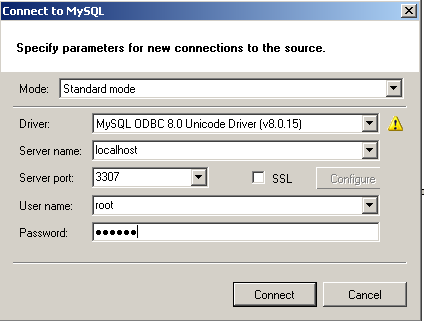 Connect to MySQL
Specify parameters for new connections to the source.
Mode: Standard mode
Driver: MySQL ODBC 8.0 Unicode Driver (v8.0.15)
Server name: localhost
Server port: 3307 SSL Configure
User name: root
Password: ●●●●●●
Connect Cancel